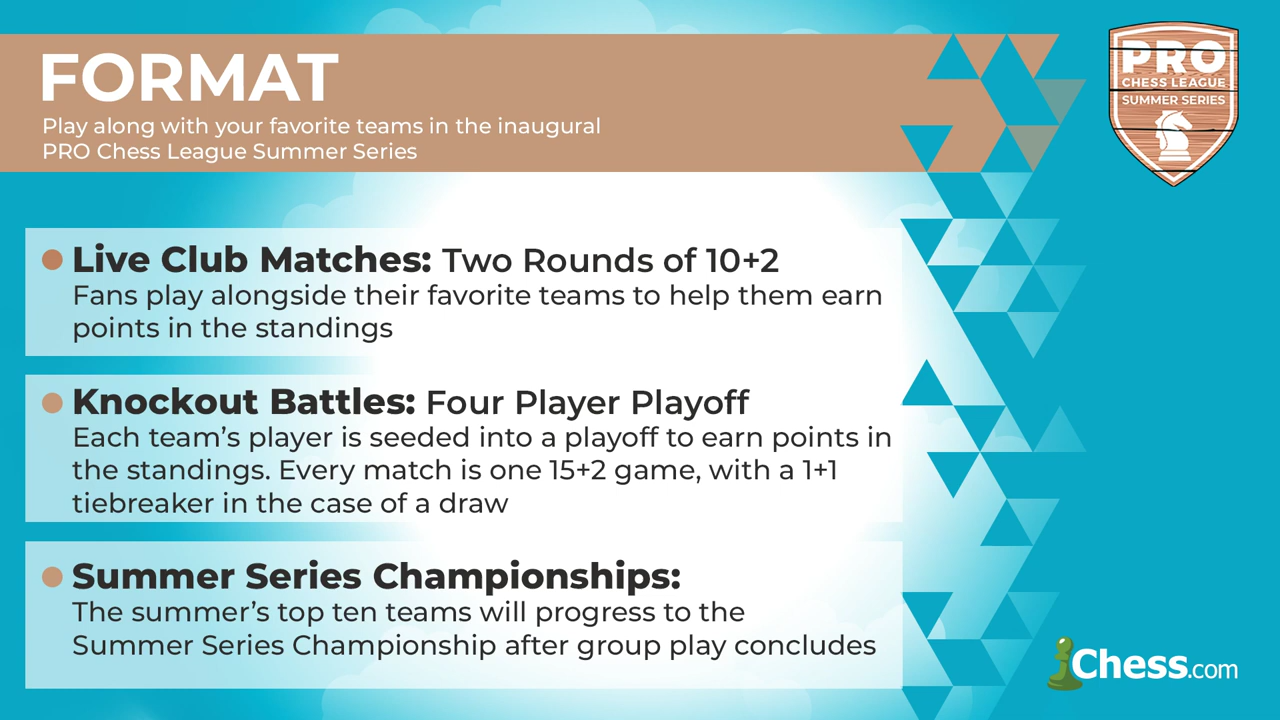 FORMAT
Play along with your favorite teams in the inaugural
PRO Chess League Summer Series
PRO
CHESS LEAGUE
SUMMER SERIES
Live Club Matches: Two Rounds of 10+2
Fans play alongside their favorite teams to help them earn
points in the standings
Knockout Battles: Four Player Playoff
Each team’s player is seeded into a playoff to earn points in
the standings. Every match is one 15+2 game, with a 1+1
tiebreaker in the case of a draw
Summer Series Championships:
The summer’s top ten teams will progress to the
Summer Series Championship after group play concludes
Chess.com